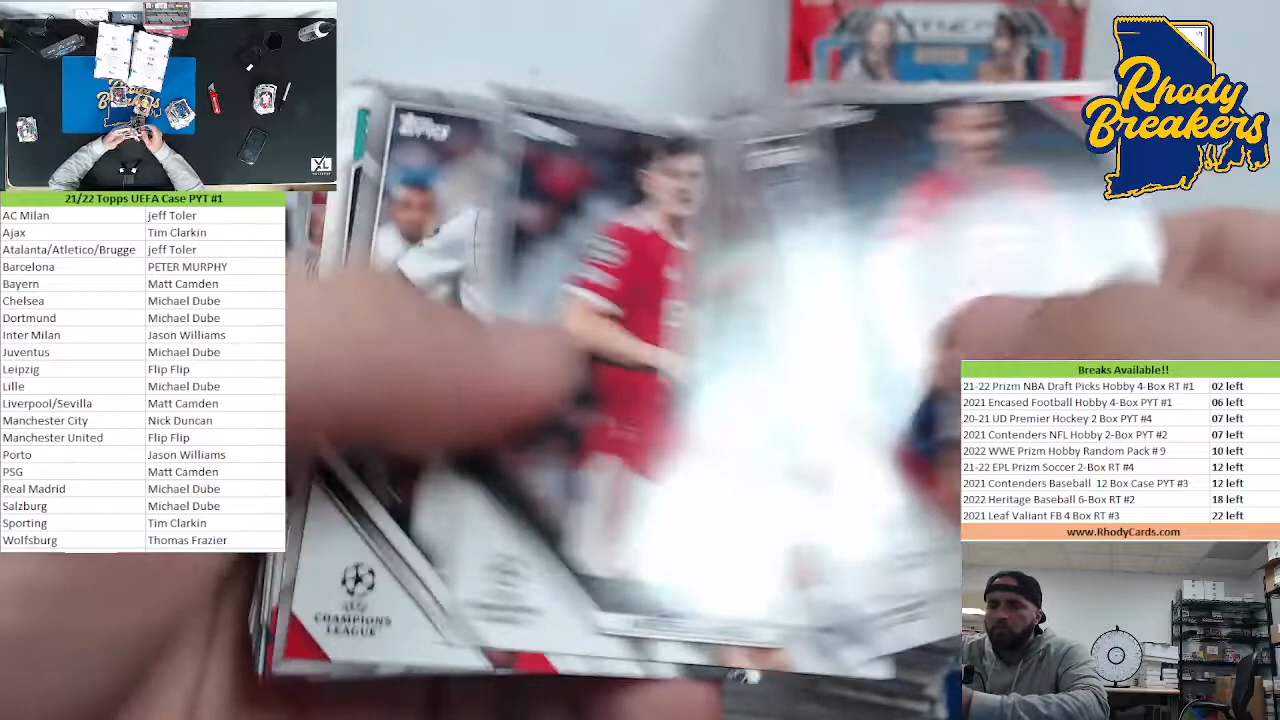 21/22 Topps UEFA Case PYT #1
AC Milan jeff Toler
Ajax Tim Clarkin
Atalanta/Atletico/Brugge jeff Toler
Barcelona PETER MURPHY
Bayern Matt Camden
Chelsea Michael Dube
Dortmund Michael Dube
Inter Milan Jason Williams
Juventus Michael Dube
Leipzig Flip Flip
Lille Michael Dube
Liverpool/Sevilla Matt Camden
Manchester City Nick Duncan
Manchester United Flip Flip
Porto Jason Williams
PSG Matt Camden
Real Madrid Michael Dube
Salzburg Michael Dube
Sporting Tim Clarkin
Wolfsburg Thomas Frazier
XL
TOPPS
CHAMPIONS
LEAGUE
Rhody
Breakers
Breaks Available!!
21-22 Prizm NBA Draft Picks Hobby 4-Box RT #1 02 left
2021 Encased Football Hobby 4-Box PYT #1 06 left
20-21 UD Premier Hockey 2 Box PYT #4 07 left
2021 Contenders NFL Hobby 2-Box PYT #2 07 left
2022 WWE Prizm Hobby Random Pack # 9 10 left
21-22 EPL Prizm Soccer 2-Box RT #4 12 left
2021 Contenders Baseball 12 Box Case PYT #3 12 left
2022 Heritage Baseball 6-Box RT #2 18 left
2021 Leaf Valiant FB 4 Box RT #3 22 left
www.RhodyCards.com